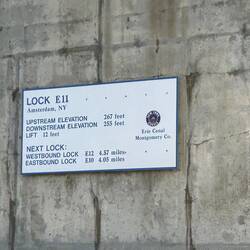 LOCK E11
Amsterdam, NY
UPSTREAM ELEVATION 267 feet
DOWNSTREAM ELEVATION 255 feet
LIFT 12 feet
Erie Canal
Montgomery Co.
NEXT LOCK:
WESTBOUND LOCK E12 4.57 miles
EASTBOUND LOCK E10 4.05 miles